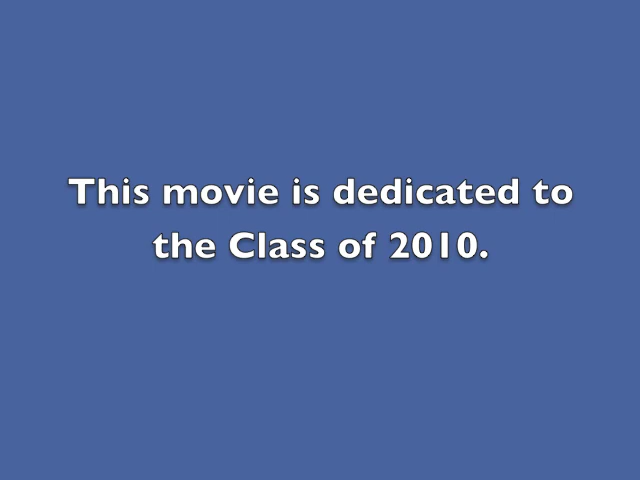 This movie is dedicated to
the Class of 2010.